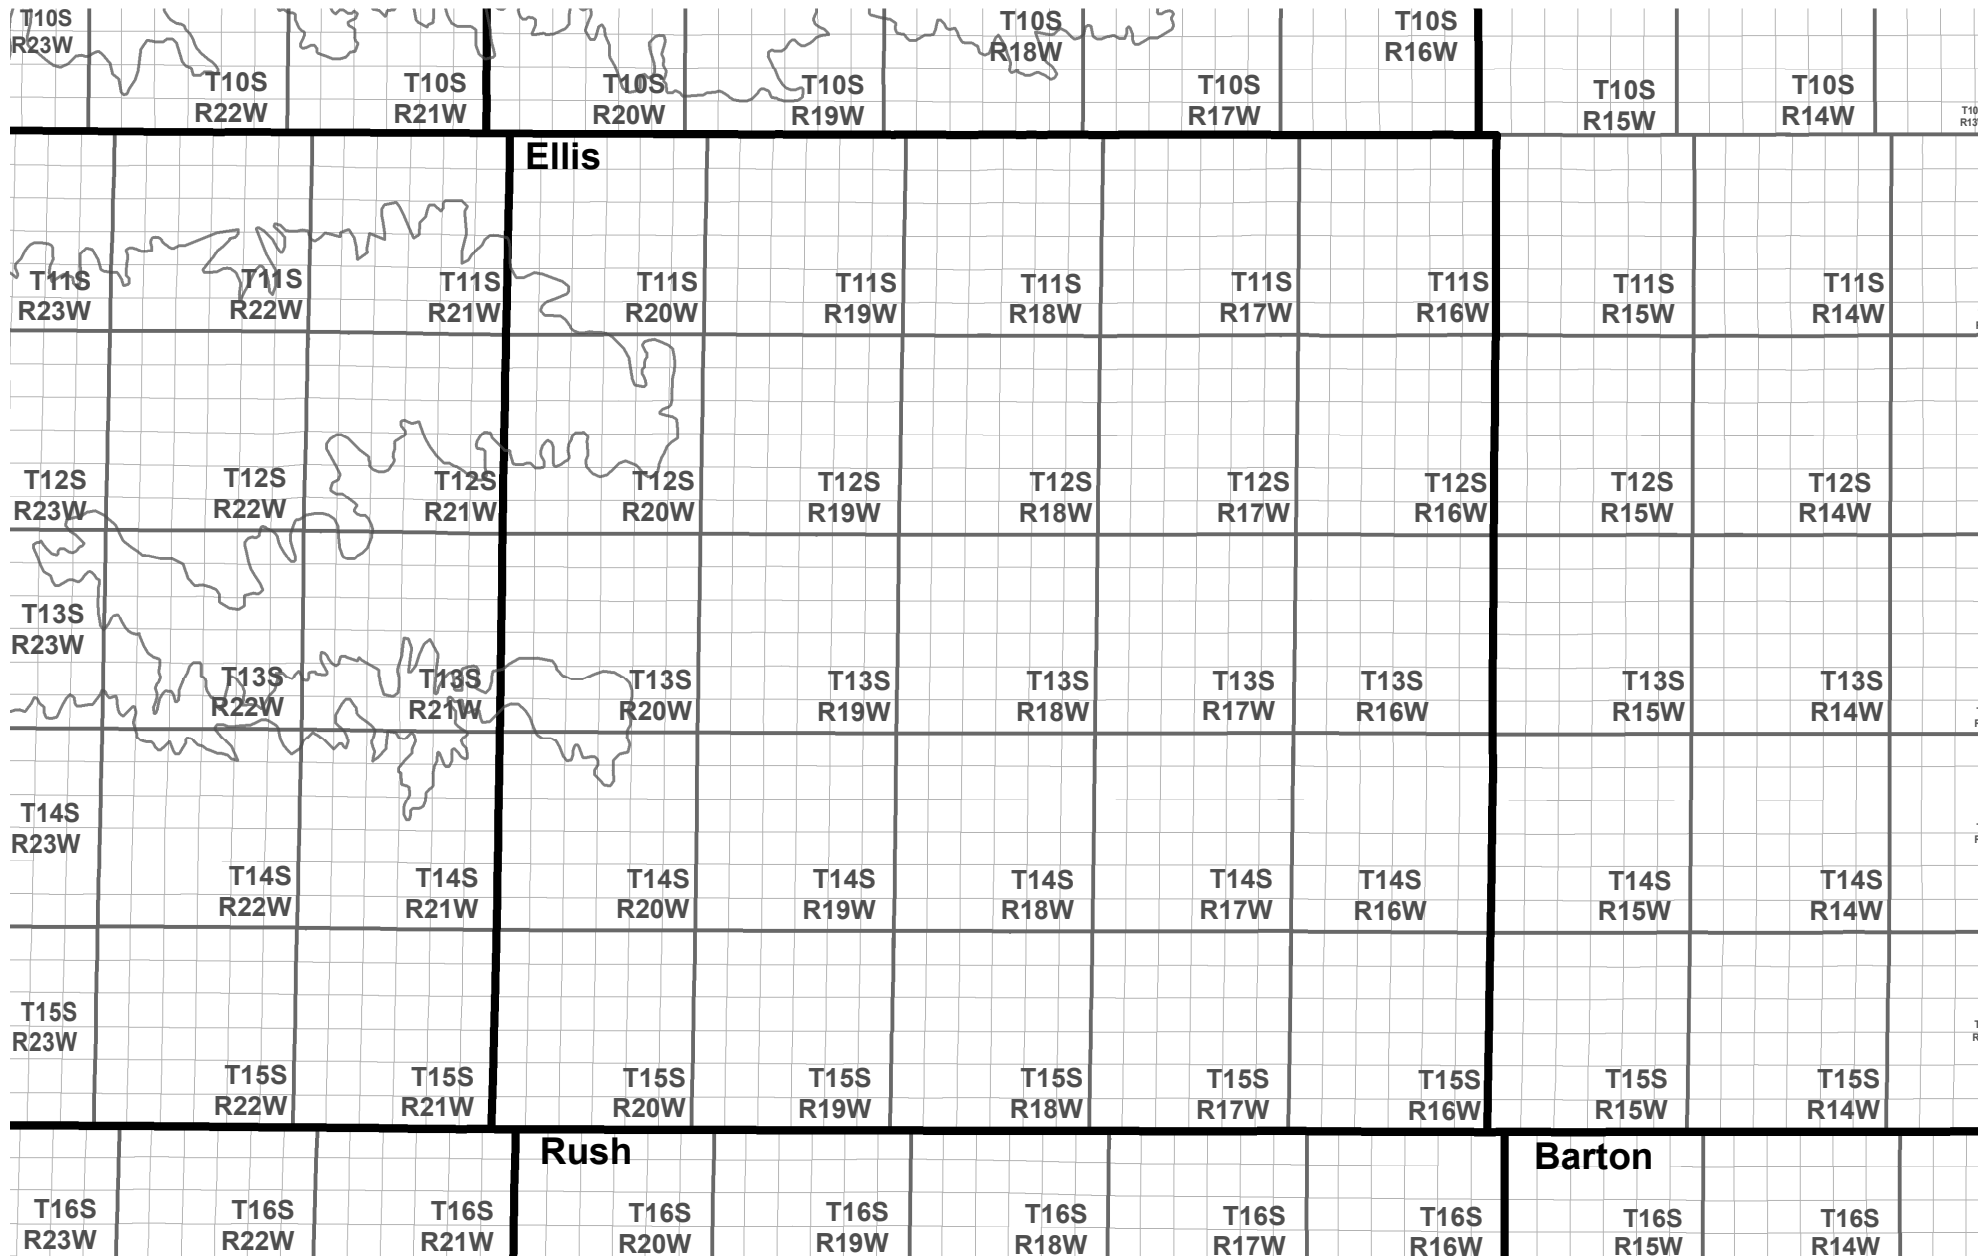 T10S
R23W
T10S
R22W
T10S
R21W
T10S
R20W
T10S
R19W
T10S
R18W
T10S
R17W
T10S
R16W
T10S
R15W
T10S
R14W
Ellis
T11S
R23W
T11S
R22W
T11S
R21W
T11S
R20W
T11S
R19W
T11S
R18W
T11S
R17W
T11S
R16W
T11S
R15W
T11S
R14W
T12S
R23W
T12S
R22W
T12S
R21W
T12S
R20W
T12S
R19W
T12S
R18W
T12S
R17W
T12S
R16W
T12S
R15W
T12S
R14W
T13S
R23W
T13S
R22W
T13S
R21W
T13S
R20W
T13S
R19W
T13S
R18W
T13S
R17W
T13S
R16W
T13S
R15W
T13S
R14W
T14S
R23W
T14S
R22W
T14S
R21W
T14S
R20W
T14S
R19W
T14S
R18W
T14S
R17W
T14S
R16W
T14S
R15W
T14S
R14W
T15S
R23W
T15S
R22W
T15S
R21W
T15S
R20W
T15S
R19W
T15S
R18W
T15S
R17W
T15S
R16W
T15S
R15W
T15S
R14W
Rush
Barton
T16S
R23W
T16S
R22W
T16S
R21W
T16S
R20W
T16S
R19W
T16S
R18W
T16S
R17W
T16S
R16W
T16S
R15W
T16S
R14W